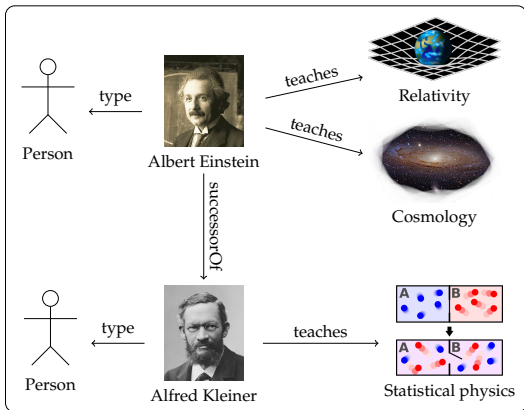 type
teaches
Relativity
Person
Albert Einstein
teaches
Cosmology
successorOf
type
teaches
A
B
A
B
Person
Alfred Kleiner
Statistical physics